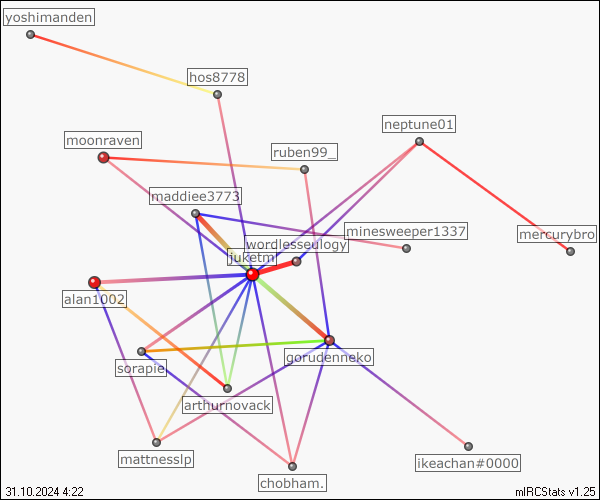 yoshimanden
hos8778
neptune01
moonraven
ruben99_
maddiee3773
minesweeper1337
mercurybro
wordlesseulogy
juketm
alan1002
gorudenneko
sorapie
arthurnovack
mattnesslp
ikeachan#0000
chobham.
31.10.2024 4:22
mIRCStats v1.25